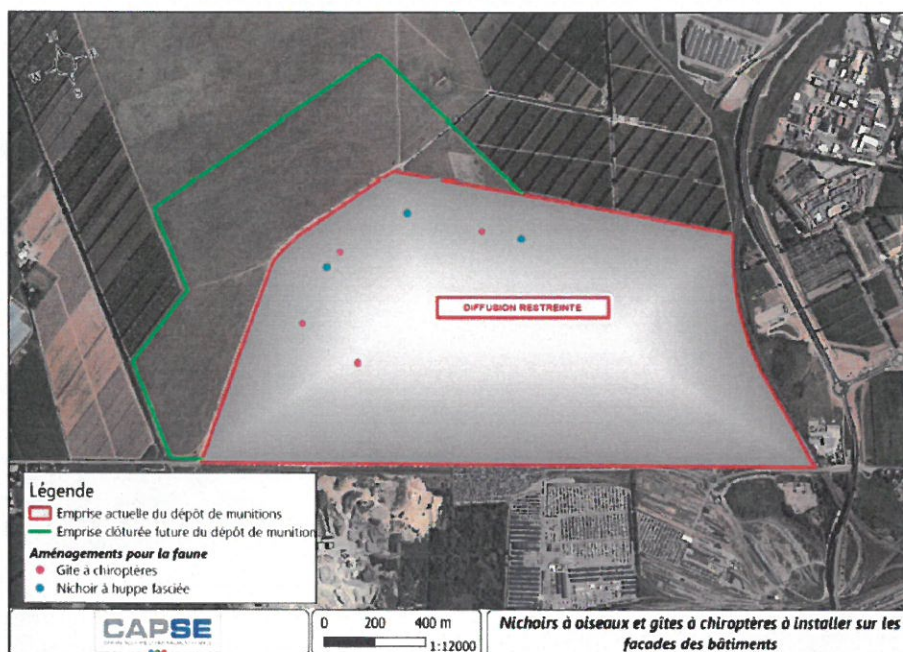 DIFFUSION RESTREINTE
Légende
Emprise actuelle du dépôt de munitions
Emprise clôturée future du dépôt de munition
Aménagements pour la faune
Gîte à chiroptères
Nichoir à huppe fasciée
CAPSE
0 200 400 m
1:12000
Nichoirs à oiseaux et gîtes à chiroptères à installer sur les
facades des bâtiments